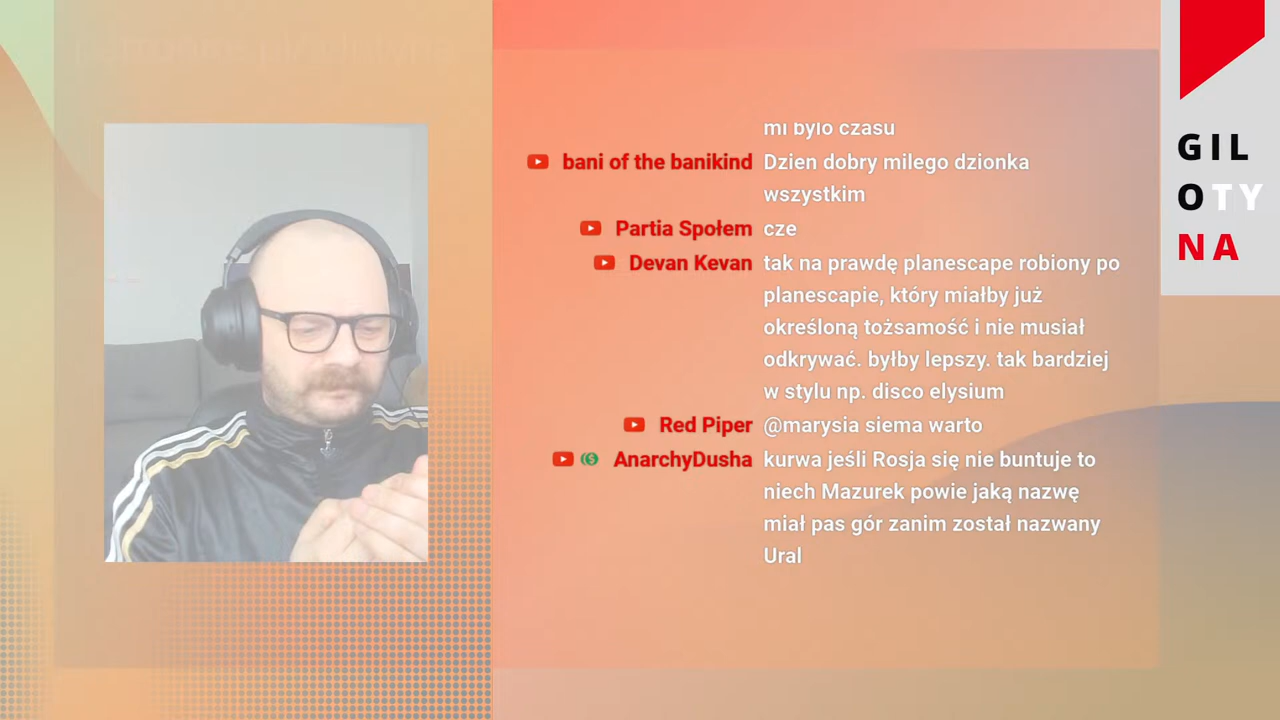 mi było czasu
bani of the banikind Dzien dobry milego dzionka
wszystkim
Partia Społem cze
Devan Kevan tak na prawdę planescape robiony po
planescapie, który miałby już
określoną tożsamość i nie musiał
odkrywać. byłby lepszy. tak bardziej
w stylu np. disco elysium
Red Piper @marysia siema warto
AnarchyDusha kurwa jeśli Rosja się nie buntuje to
niech Mazurek powie jaką nazwę
miał pas gór zanim został nazwany
Ural
GIL
OTY
NA